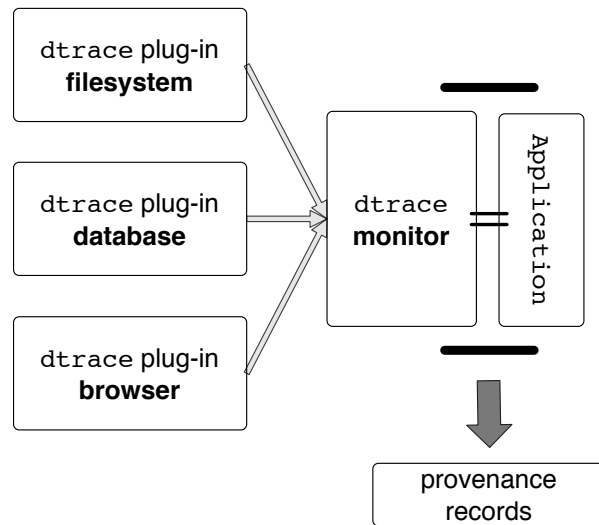 dtrace plug-in
filesystem
dtrace plug-in
database
dtrace plug-in
browser
dtrace
monitor
Application
provenance
records